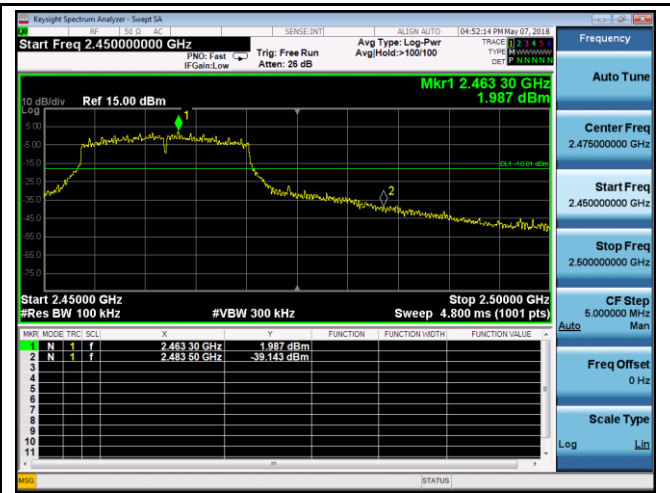 Keysight Spectrum Analyzer - Swept SA
RF 50 Ω AC SENSE:INT ALIGN AUTO 04:52:14 PM May 07, 2018
Start Freq 2.450000000 GHz
PNO: Fast
IFGain:Low
Trig: Free Run
Atten: 26 dB
Avg Type: Log-Pwr
Avg|Hold:>100/100
TRACE 1 2 3 4 5 6
TYPE M WWWWW
DET P NNNNN
Mkr1 2.463 30 GHz
1.987 dBm
10 dB/div Ref 15.00 dBm
Log
1
5.00
-5.00
-15.0
DL1 -18.01 dBm
-25.0
2
-35.0
-45.0
-55.0
-65.0
-75.0
Start 2.45000 GHz Stop 2.50000 GHz
#Res BW 100 kHz #VBW 300 kHz Sweep 4.800 ms (1001 pts)
MKR MODE TRC SCL X Y FUNCTION FUNCTION WIDTH FUNCTION VALUE
1 N 1 f 2.463 30 GHz 1.987 dBm
2 N 1 f 2.483 50 GHz -39.143 dBm
3
4
5
6
7
8
9
10
11
MSG STATUS
Frequency
Auto Tune
Center Freq
2.475000000 GHz
Start Freq
2.450000000 GHz
Stop Freq
2.500000000 GHz
CF Step
5.000000 MHz
Auto Man
Freq Offset
0 Hz
Scale Type
Log Lin